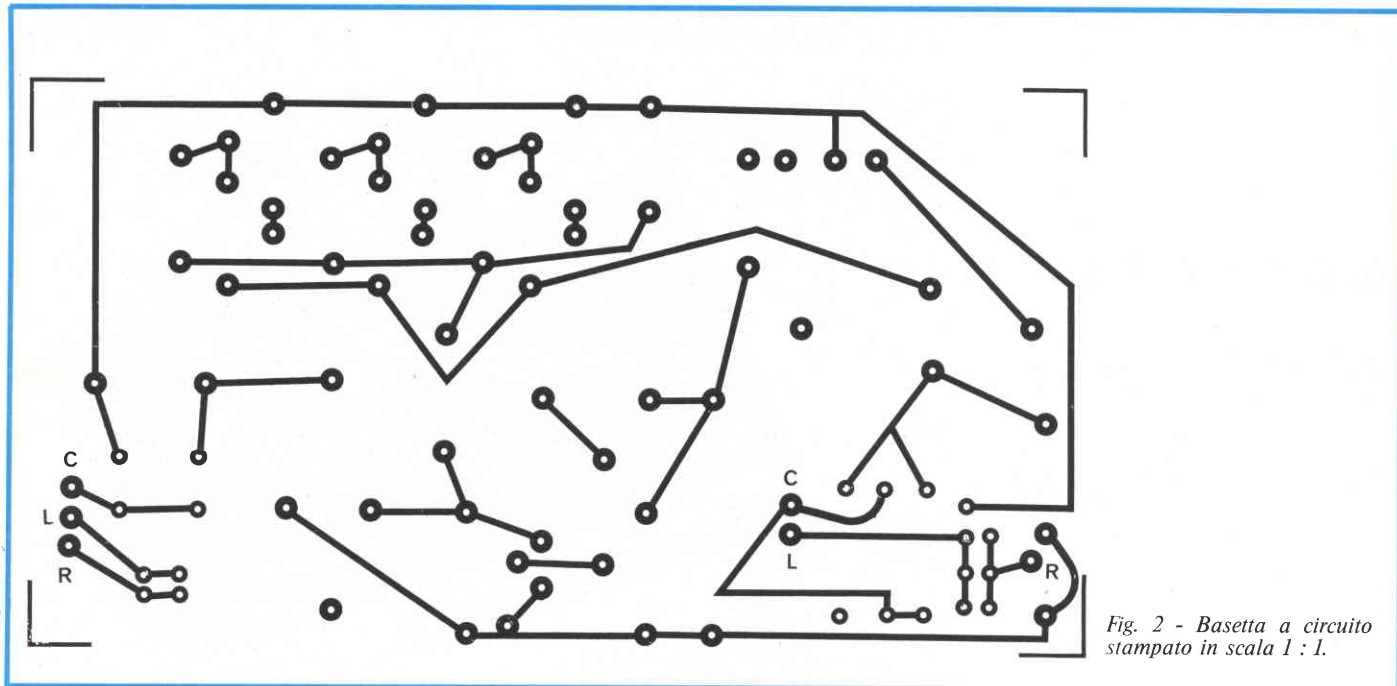 C
L
R
C
L
R
Fig. 2 - Basetta a circuito
stampato in scala 1 : 1.